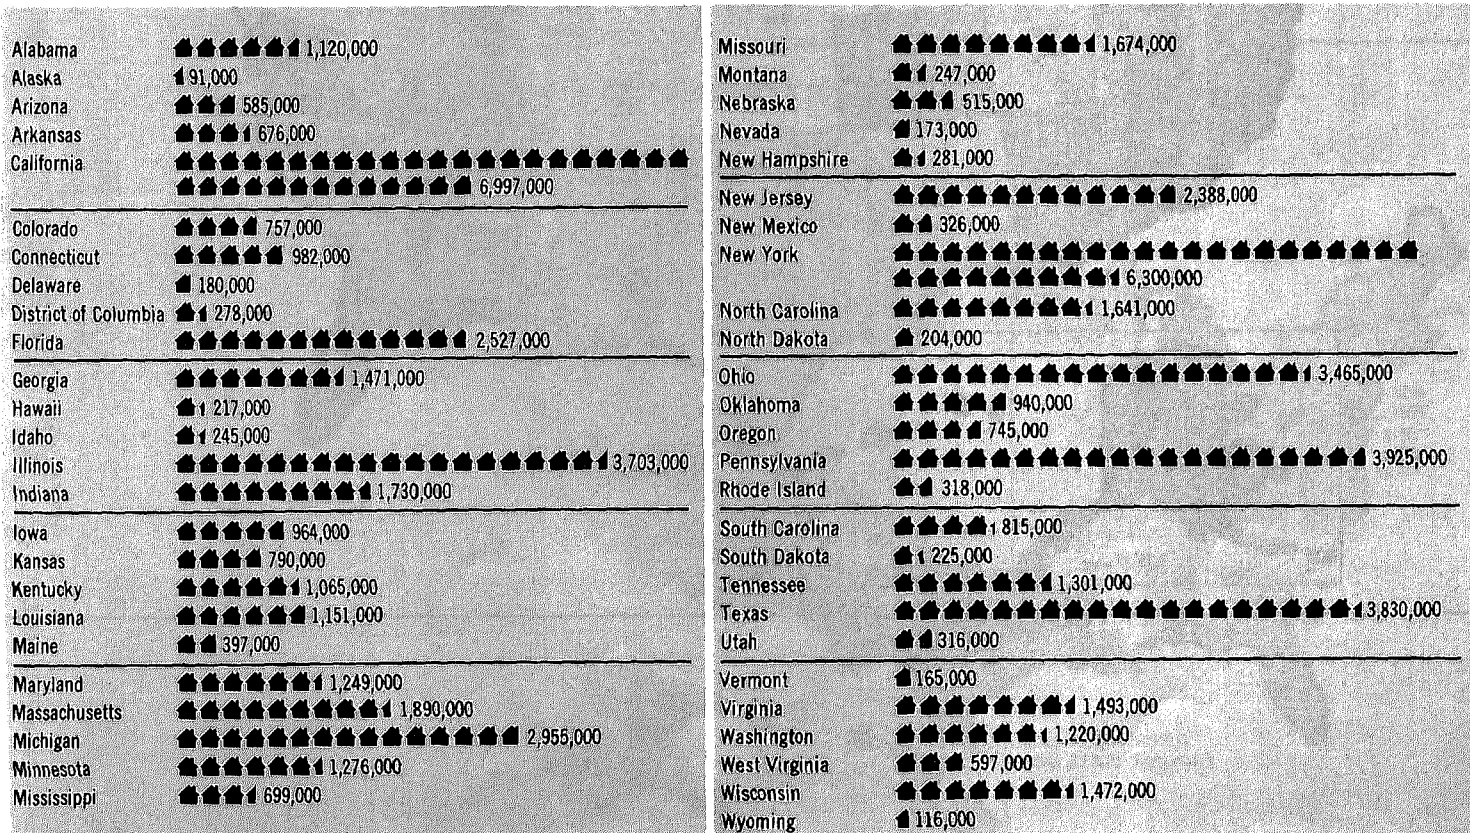 Alabama 1,120,000
Alaska 91,000
Arizona 585,000
Arkansas 676,000
California
6,997,000
Colorado 757,000
Connecticut 982,000
Delaware 180,000
District of Columbia 278,000
Florida 2,527,000
Georgia 1,471,000
Hawaii 217,000
Idaho 245,000
Illinois 3,703,000
Indiana 1,730,000
Iowa 964,000
Kansas 790,000
Kentucky 1,065,000
Louisiana 1,151,000
Maine 397,000
Maryland 1,249,000
Massachusetts 1,890,000
Michigan 2,955,000
Minnesota 1,276,000
Mississippi 699,000
Missouri 1,674,000
Montana 247,000
Nebraska 515,000
Nevada 173,000
New Hampshire 281,000
New Jersey 2,388,000
New Mexico 326,000
New York
6,300,000
North Carolina 1,641,000
North Dakota 204,000
Ohio 3,465,000
Oklahoma 940,000
Oregon 745,000
Pennsylvania 3,925,000
Rhode Island 318,000
South Carolina 815,000
South Dakota 225,000
Tennessee 1,301,000
Texas 3,830,000
Utah 316,000
Vermont 165,000
Virginia 1,493,000
Washington 1,220,000
West Virginia 597,000
Wisconsin 1,472,000
Wyoming 116,000